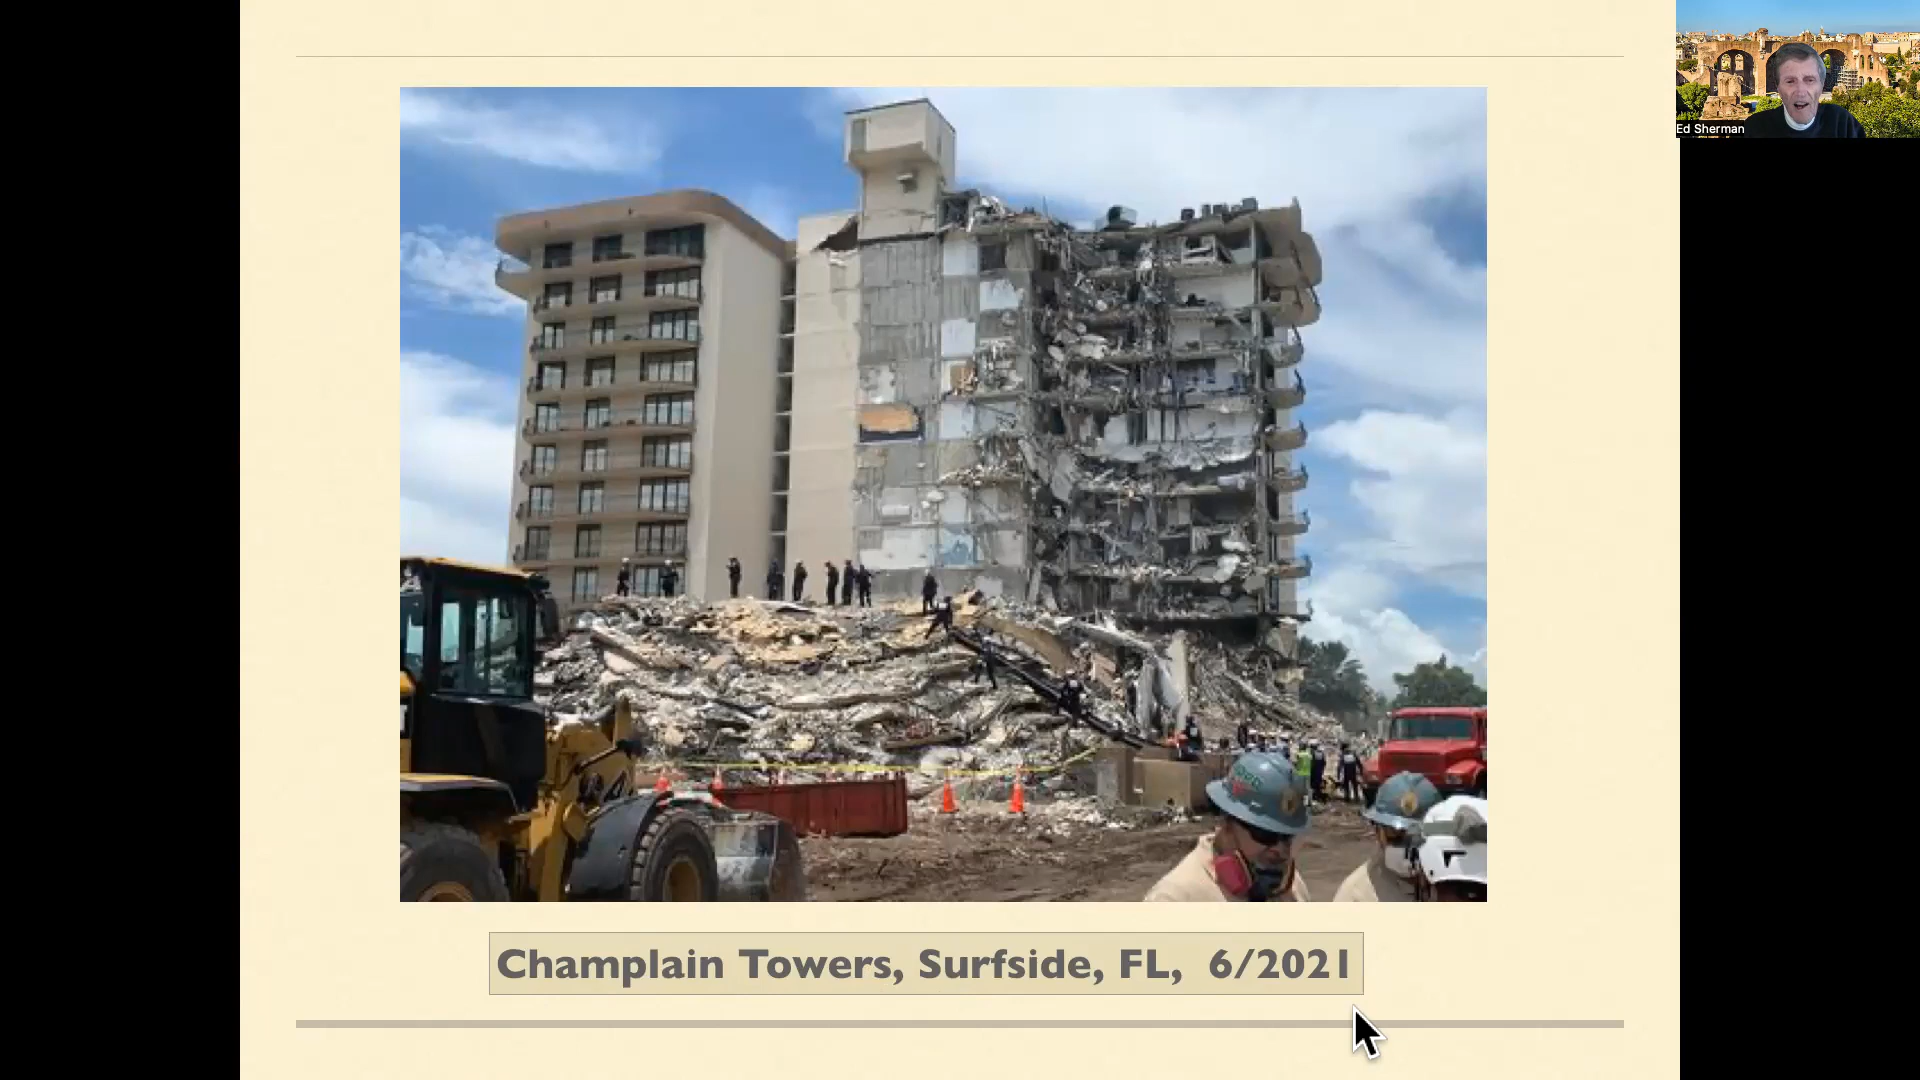 Ed Sherman
Champlain Towers, Surfside, FL, 6/2021